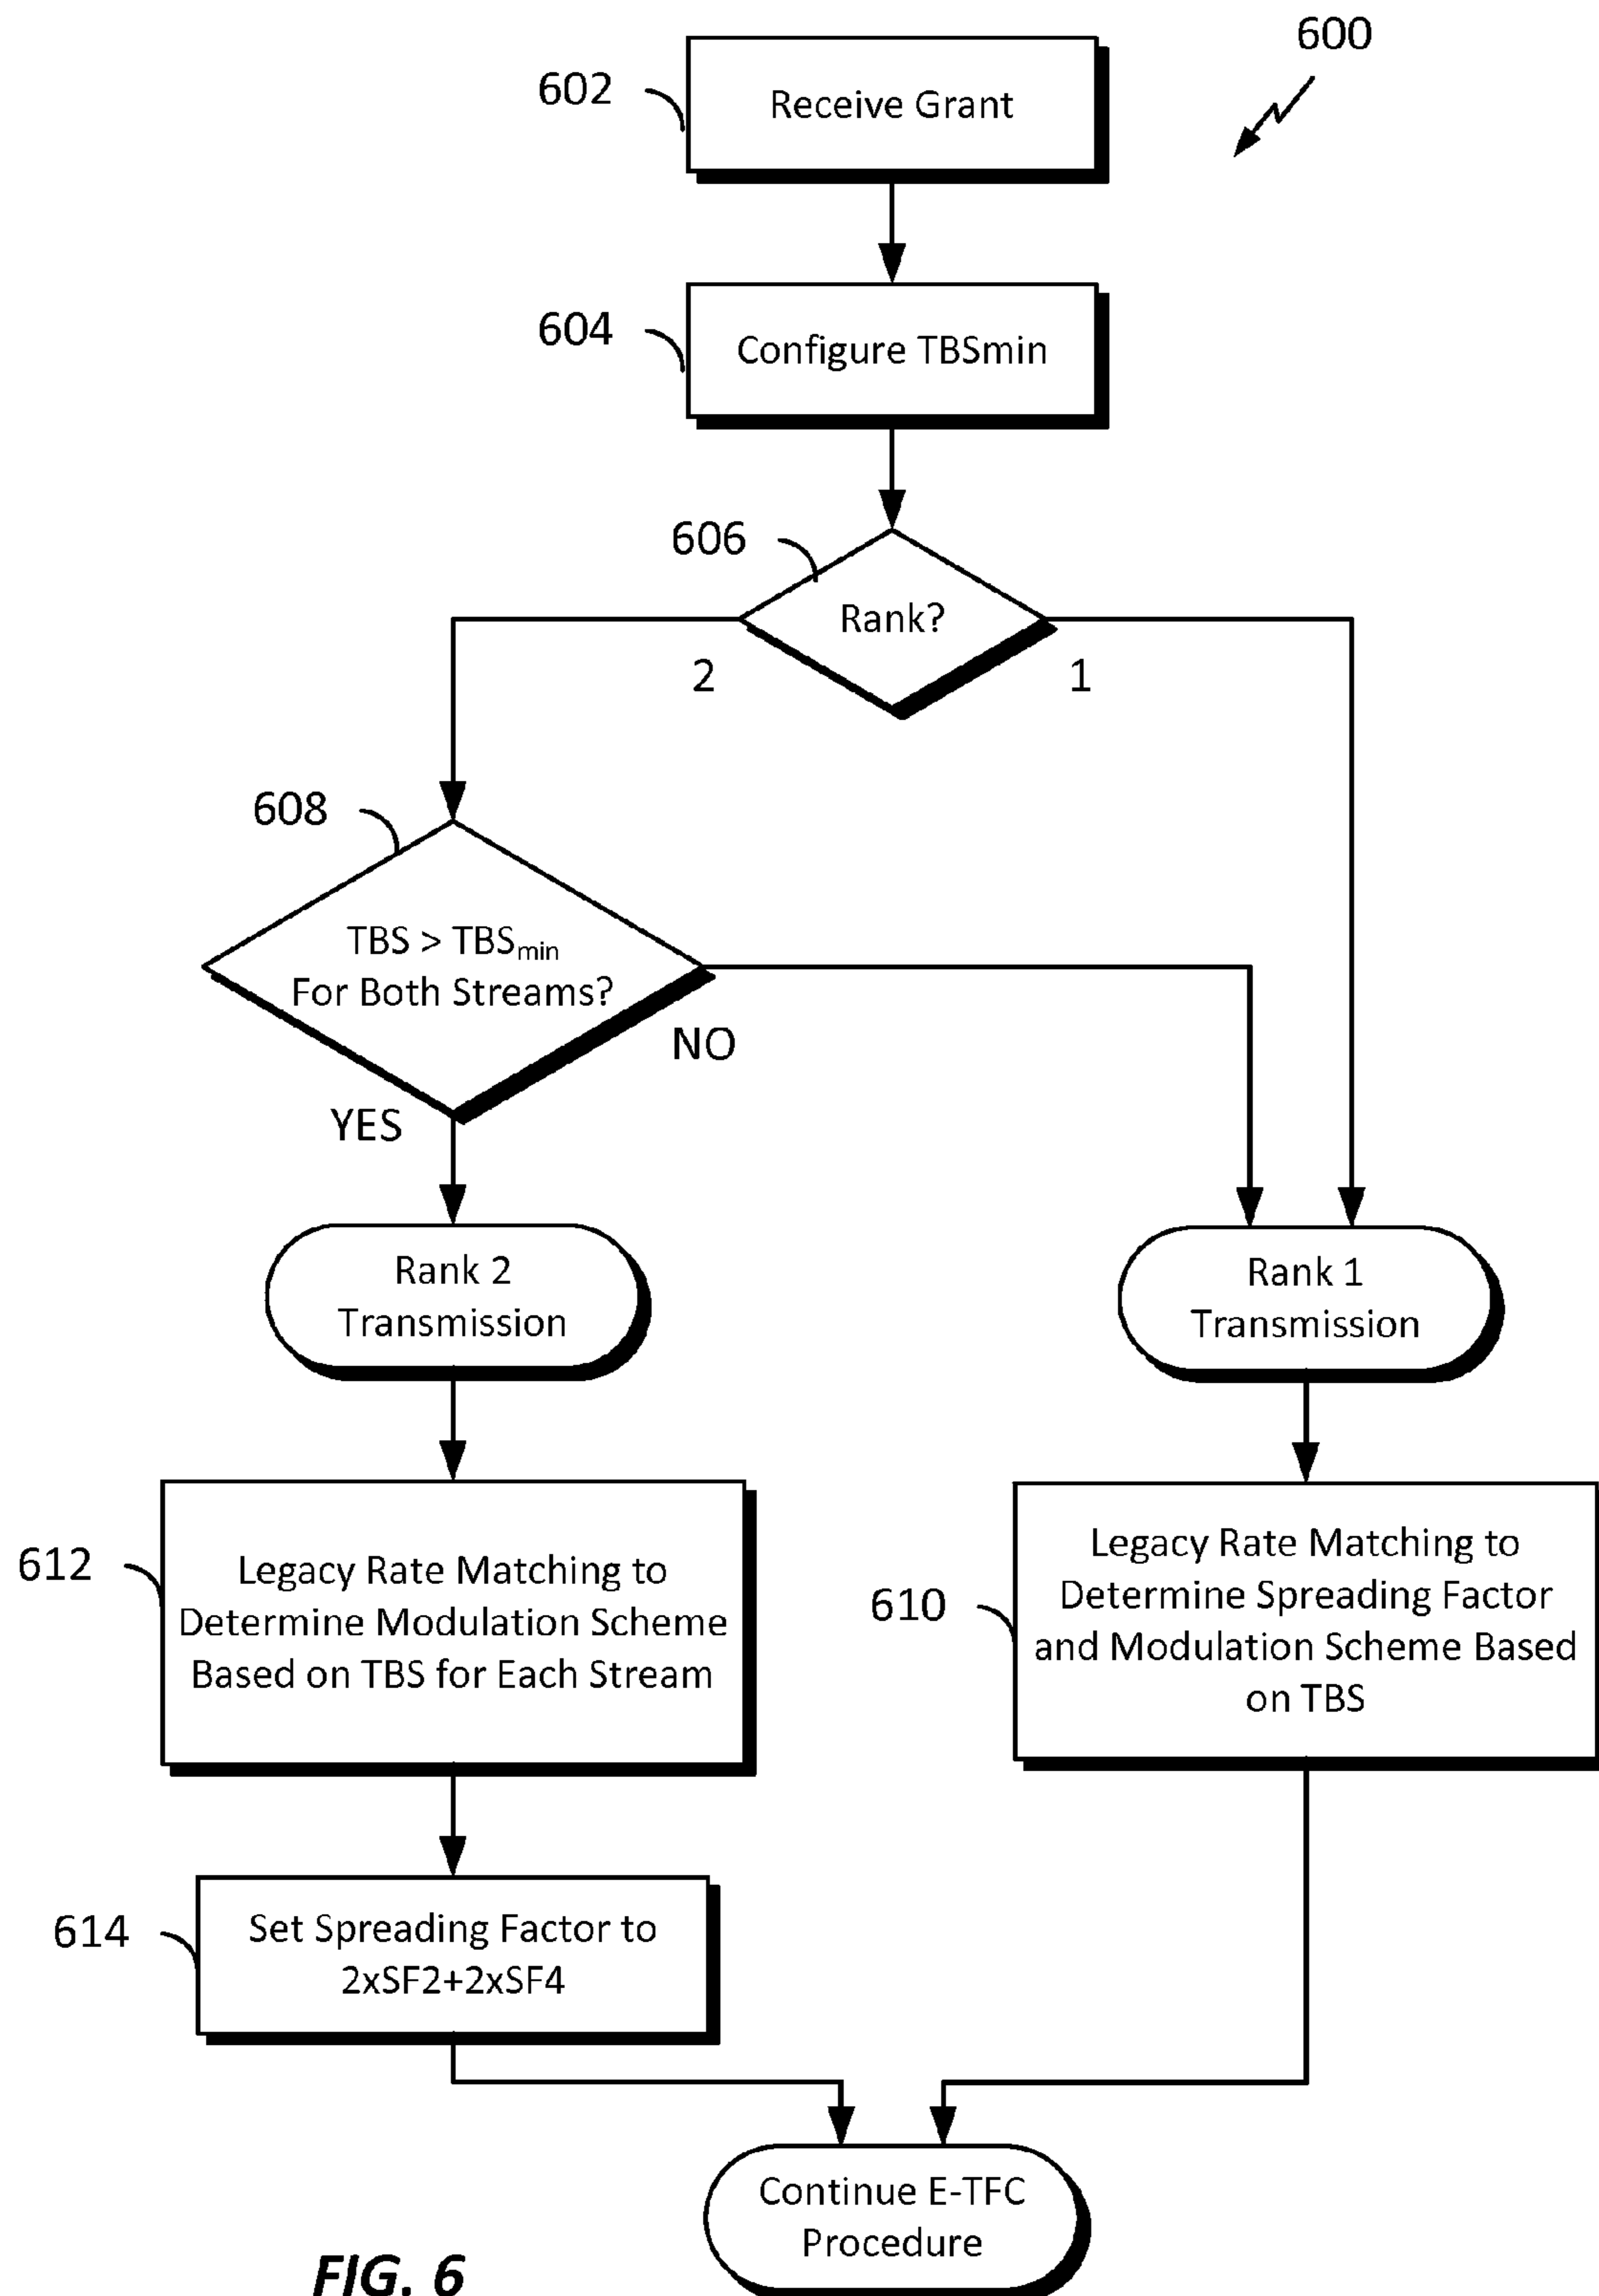 600
602
Receive Grant
604
Configure TBSmin
606
Rank?
2
1
608
TBS > TBSmin
For Both Streams?
NO
YES
Rank 2
Transmission
Rank 1
Transmission
612
Legacy Rate Matching to
Determine Modulation Scheme
Based on TBS for Each Stream
610
Legacy Rate Matching to
Determine Spreading Factor
and Modulation Scheme Based
on TBS
614
Set Spreading Factor to
2xSF2+2xSF4
Continue E-TFC
Procedure
FIG. 6